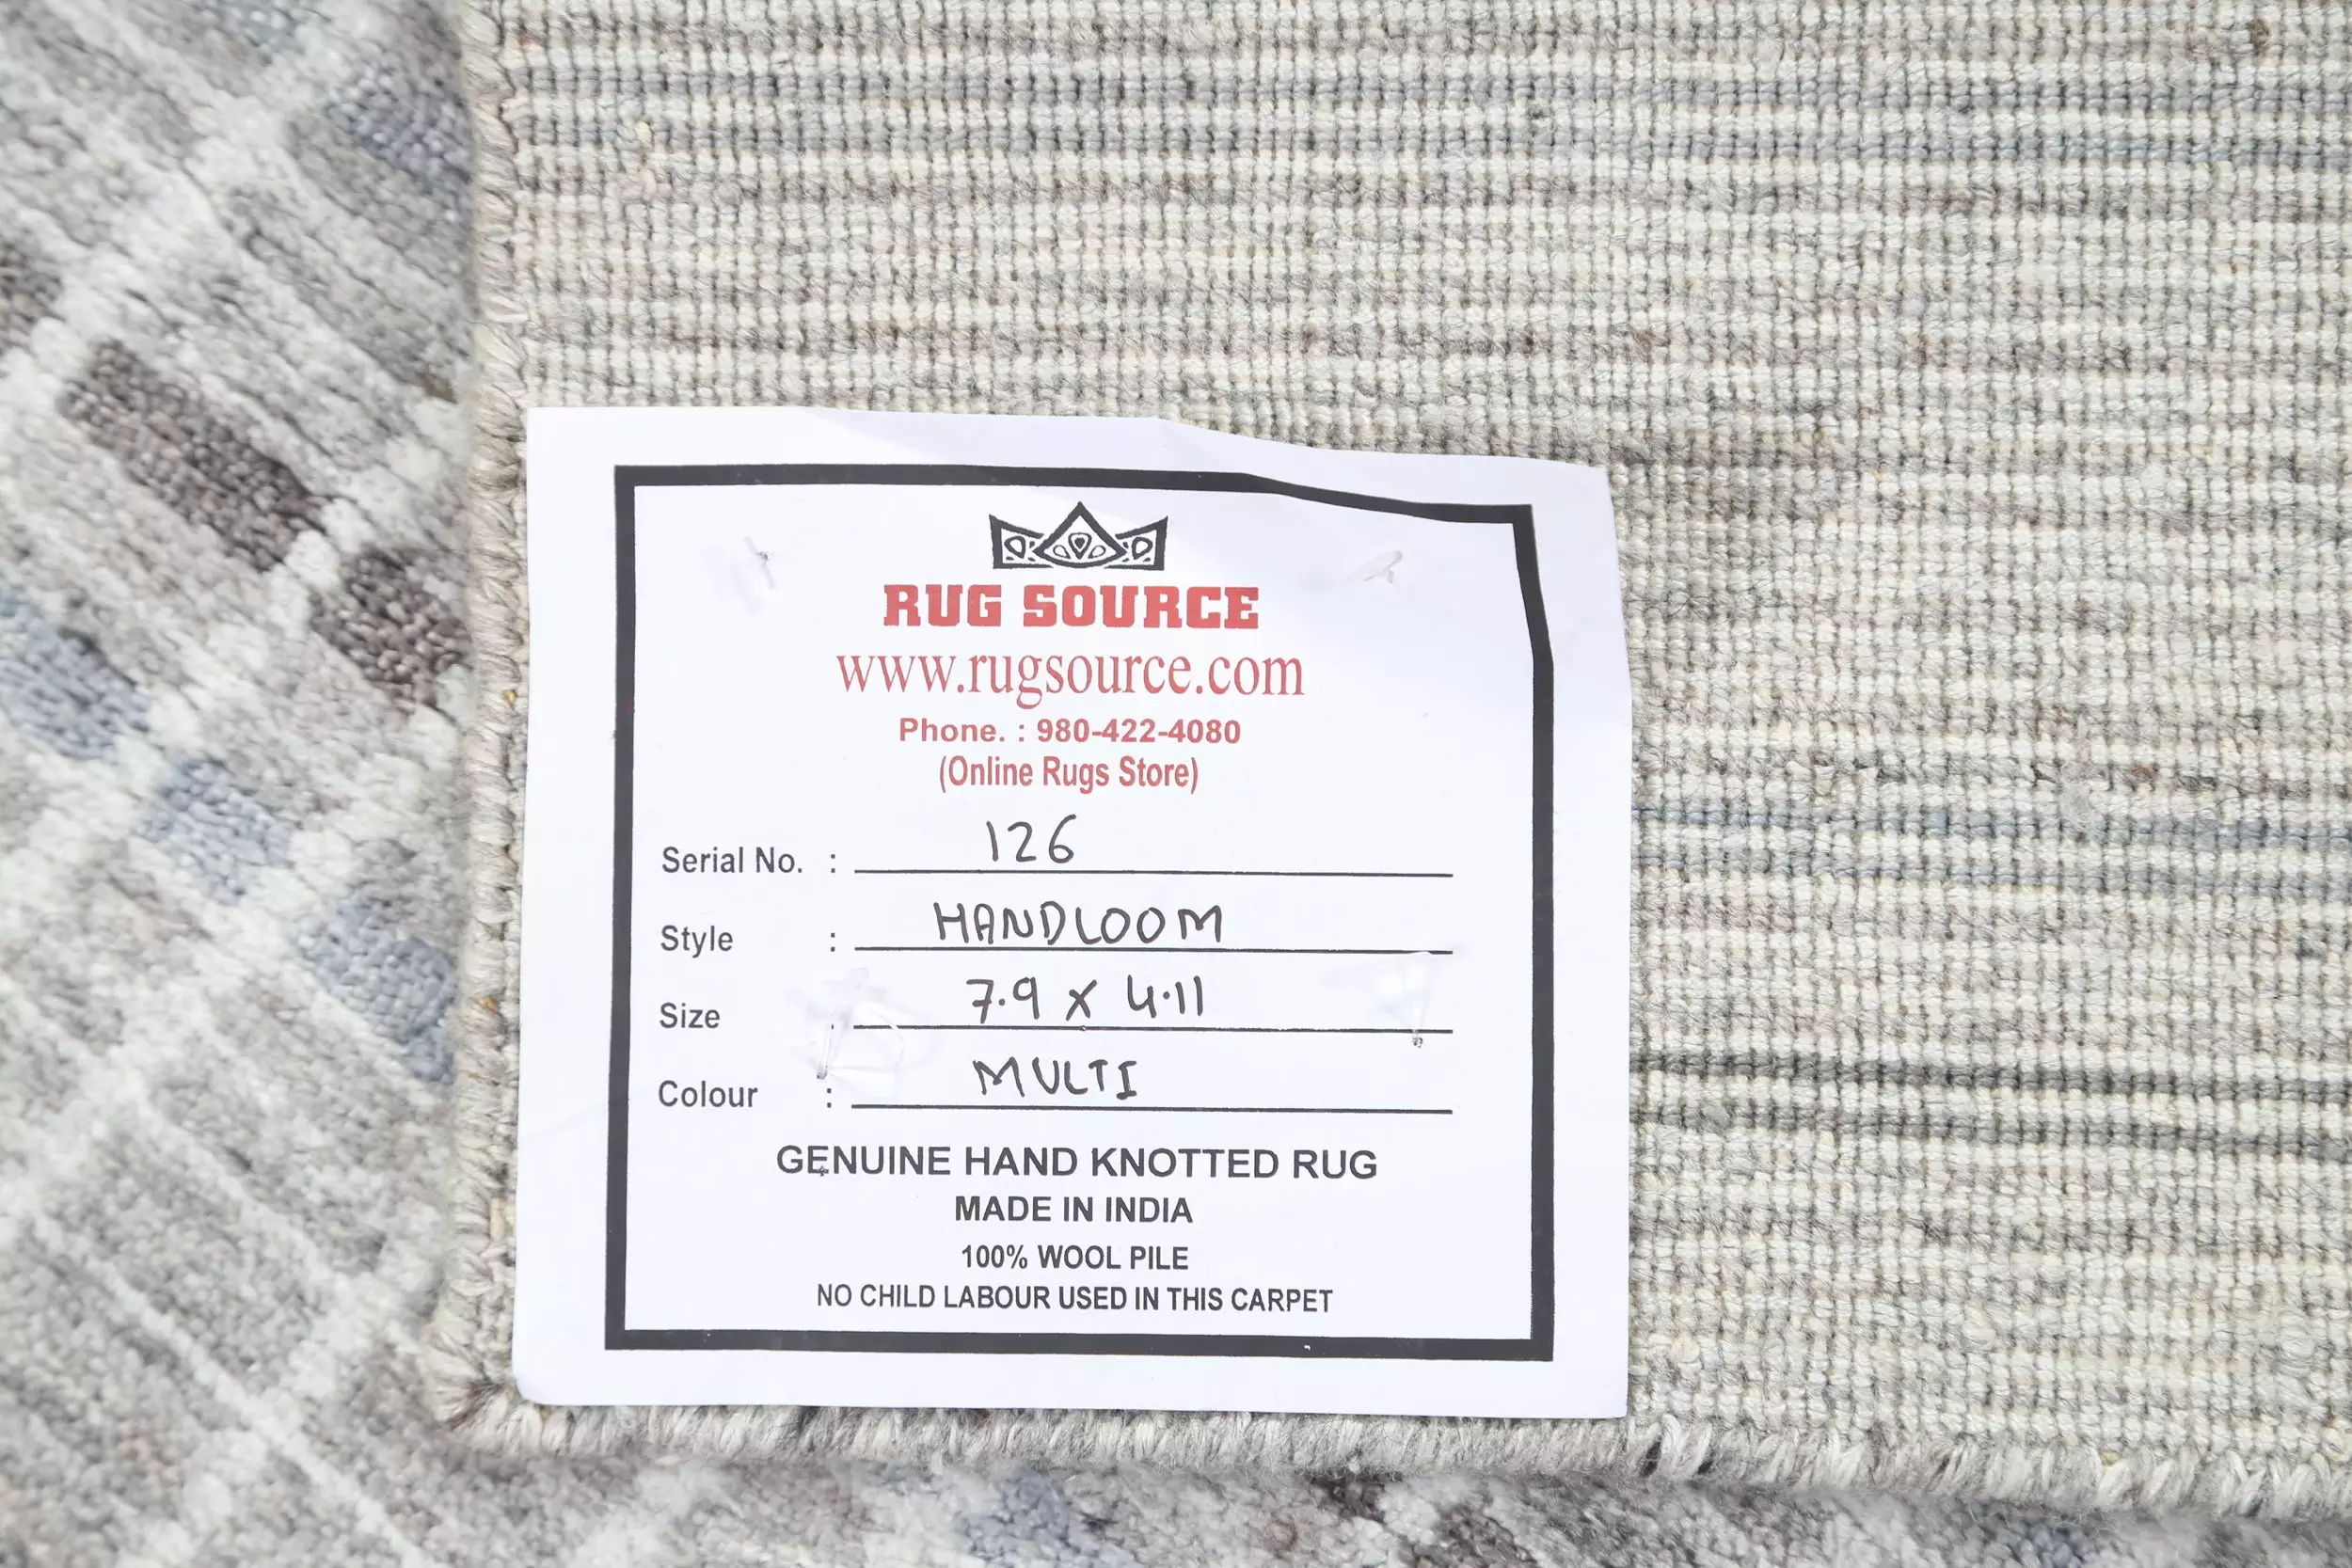 RUG SOURCE
www.rugsource.com
Phone. : 980-422-4080
(Online Rugs Store)
Serial No. : 126
Style : HANDLOOM
Size : 7.9 x 4.11
Colour : MULTI
GENUINE HAND KNOTTED RUG
MADE IN INDIA
100% WOOL PILE
NO CHILD LABOUR USED IN THIS CARPET